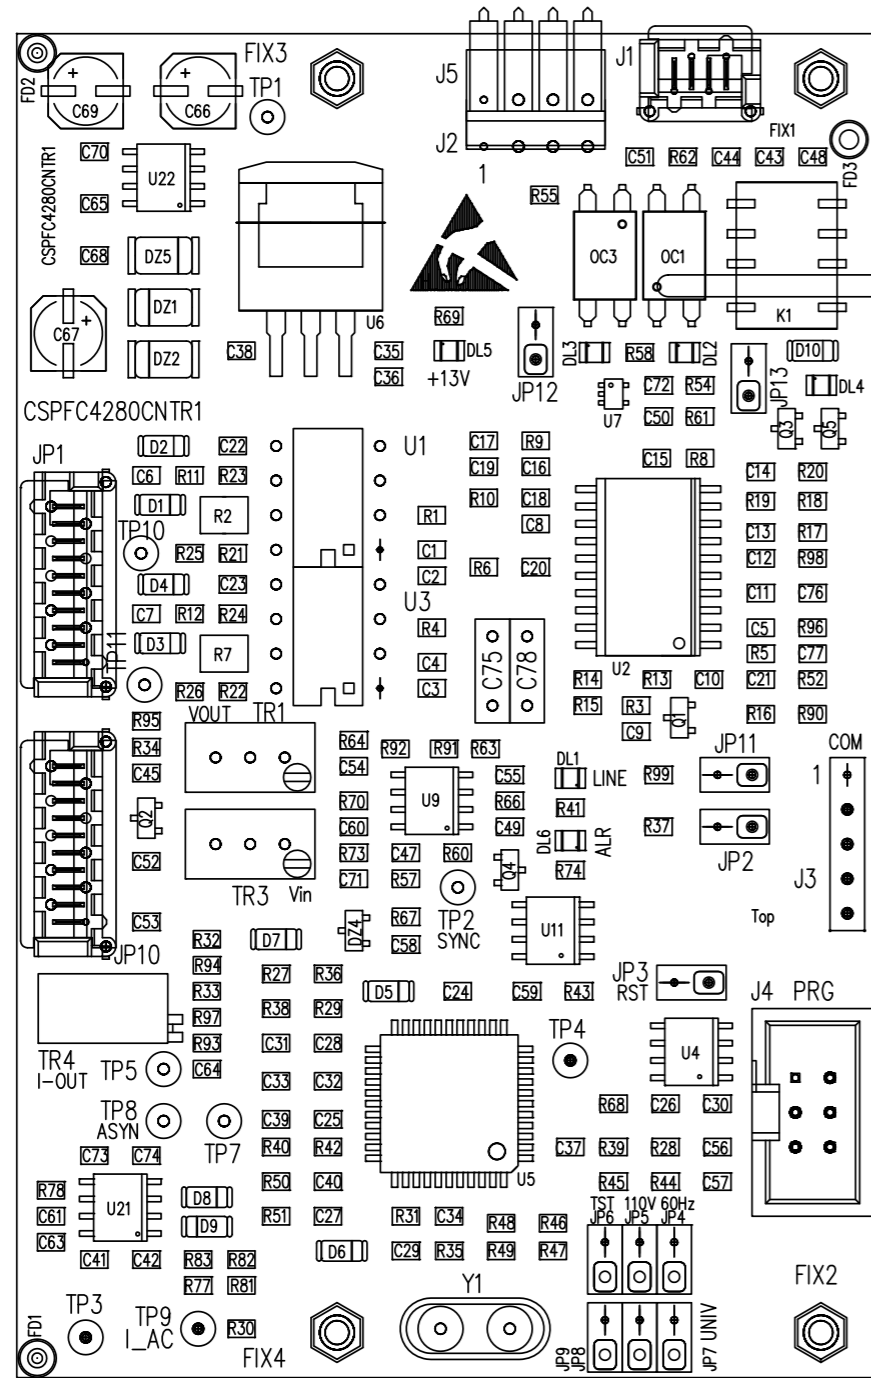 FD2
C69
C66
FIX3
TP1
J5
J1
J2
1
FIX1
FD3
C70
U22
C65
CSPFC4280CNTR1
C68
DZ5
DZ1
DZ2
C67
U6
C38
C35
C36
R69
DL5
+13V
R55
C51 R62 C44 C43 C48
OC3
OC1
K1
JP12
DL3
R58
DL2
JP13
D10
DL4
Q3
Q5
U7
C72 R54
C50 R61
C15 R8
CSPFC4280CNTR1
JP1
D2 C22
C6 R11 R23
D1
R2
TP10
R25 R21
D4 C23
C7 R12 R24
D3
R7
TP11
R26 R22
U1
R1
C1
C2
U3
R4
C4
C3
C17 R9
C19 C16
R10 C18
C8
R6 C20
C75
C78
U2
R14 R13 C10
R15 R3
C9
Q1
C14 R20
R19 R18
C13 R17
C12 R98
C11 C76
C5 R96
R5 C77
C21 R52
R16 R90
R95
R34
C45
Q2
C52
C53
VOUT TR1
TR3 Vin
R64
C54
R70
C60
R73
C71
R92 R91 R63
U9
C55
R66
C49
C47 R60
R57
DL1
LINE
R41
DL6
ALR
R74
Q4
R99
R37
JP11
JP2
COM
1
J3
Top
DZ4
R67
C58
TP2
SYNC
U11
JP10
R32
R94
R33
R97
R93
C64
D7
R27 R36
R38 R29
C31 C28
C33 C32
C39 C25
R40 R42
R50 C40
R51 C27
D5
C24 C59 R43
JP3
RST
J4 PRG
TR4
I-OUT
TP5
TP8
ASYN
TP7
TP4
U4
U5
R68 C26 C30
C37 R39 R28 C56
R45 R44 C57
C73 C74
R78
C61
C63
U21
C41 C42
D8
D9
R83 R82
R77 R81
R30
D6
R31 C34
C29 R35
R48 R46
R49 R47
TST 110V 60Hz
JP6 JP5 JP4
Y1
FIX2
FD1
TP3
TP9
I_AC
FIX4
JP9
JP8
JP7 UNIV